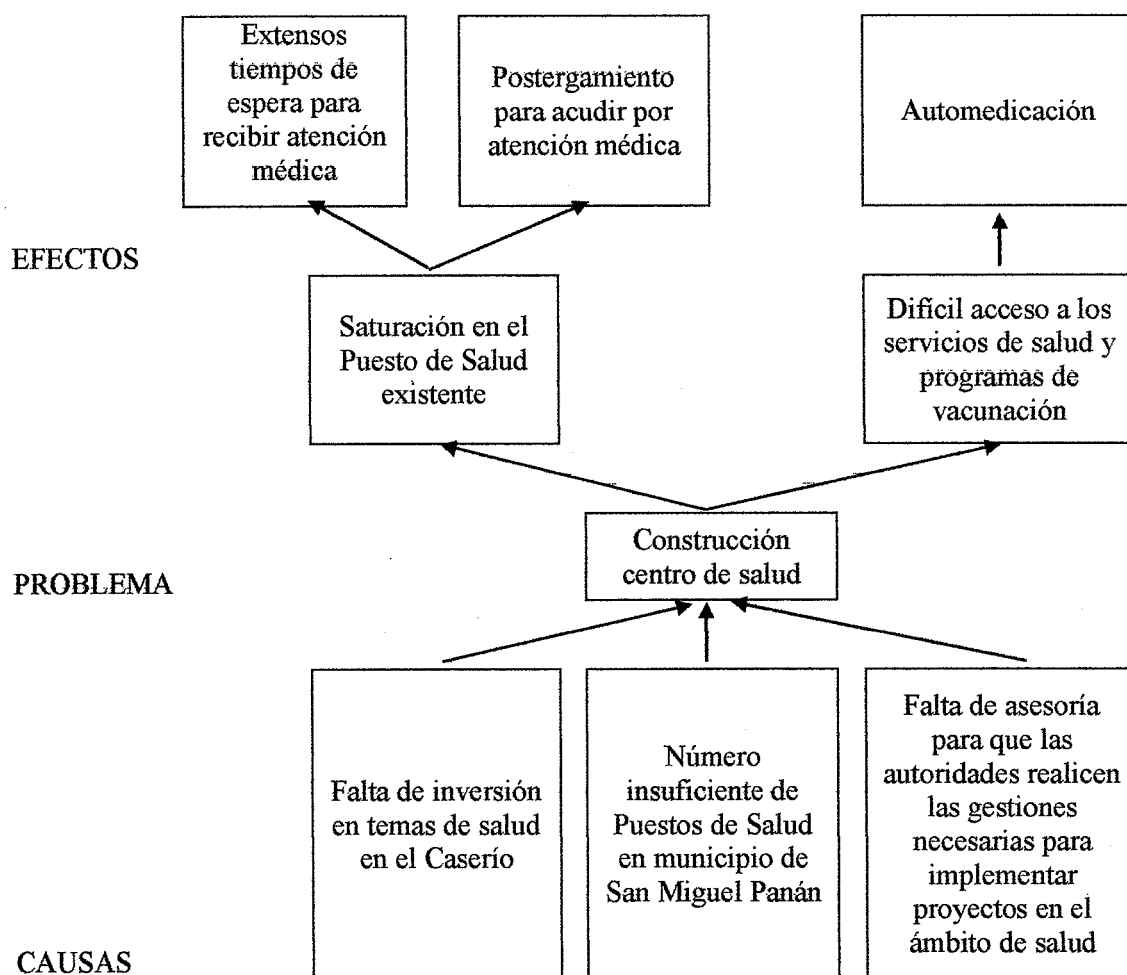 Extensos
tiempos de
espera para
recibir atención
médica
Postergamiento
para acudir por
atención médica
Automedicación
EFECTOS
Saturación en el
Puesto de Salud
existente
Difícil acceso a los
servicios de salud y
programas de
vacunación
Construcción
centro de salud
PROBLEMA
Falta de inversión
en temas de salud
en el Caserío
Número
insuficiente de
Puestos de Salud
en municipio de
San Miguel Panán
Falta de asesoría
para que las
autoridades realicen
las gestiones
necesarias para
implementar
proyectos en el
ámbito de salud
CAUSAS